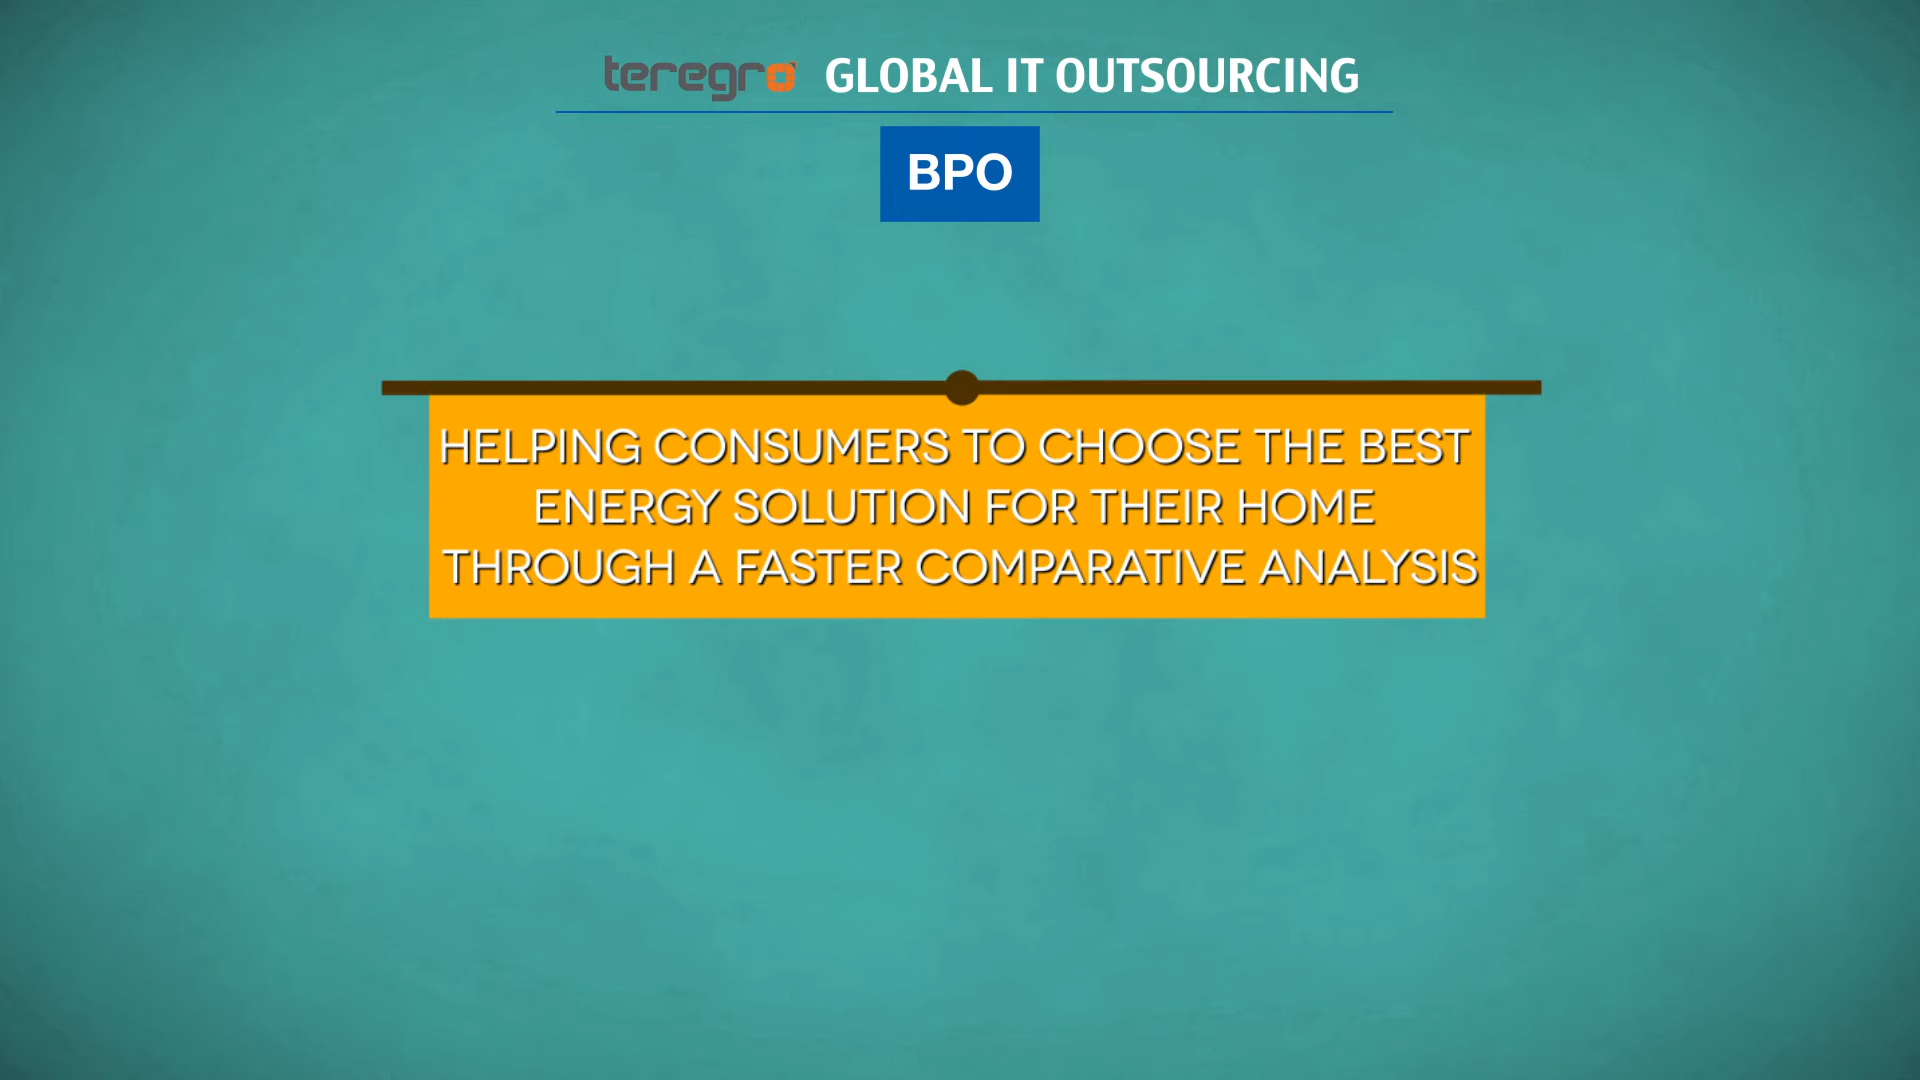 teregro GLOBAL IT OUTSOURCING
BPO
HELPING CONSUMERS TO CHOOSE THE BEST
ENERGY SOLUTION FOR THEIR HOME
THROUGH A FASTER COMPARATIVE ANALYSIS